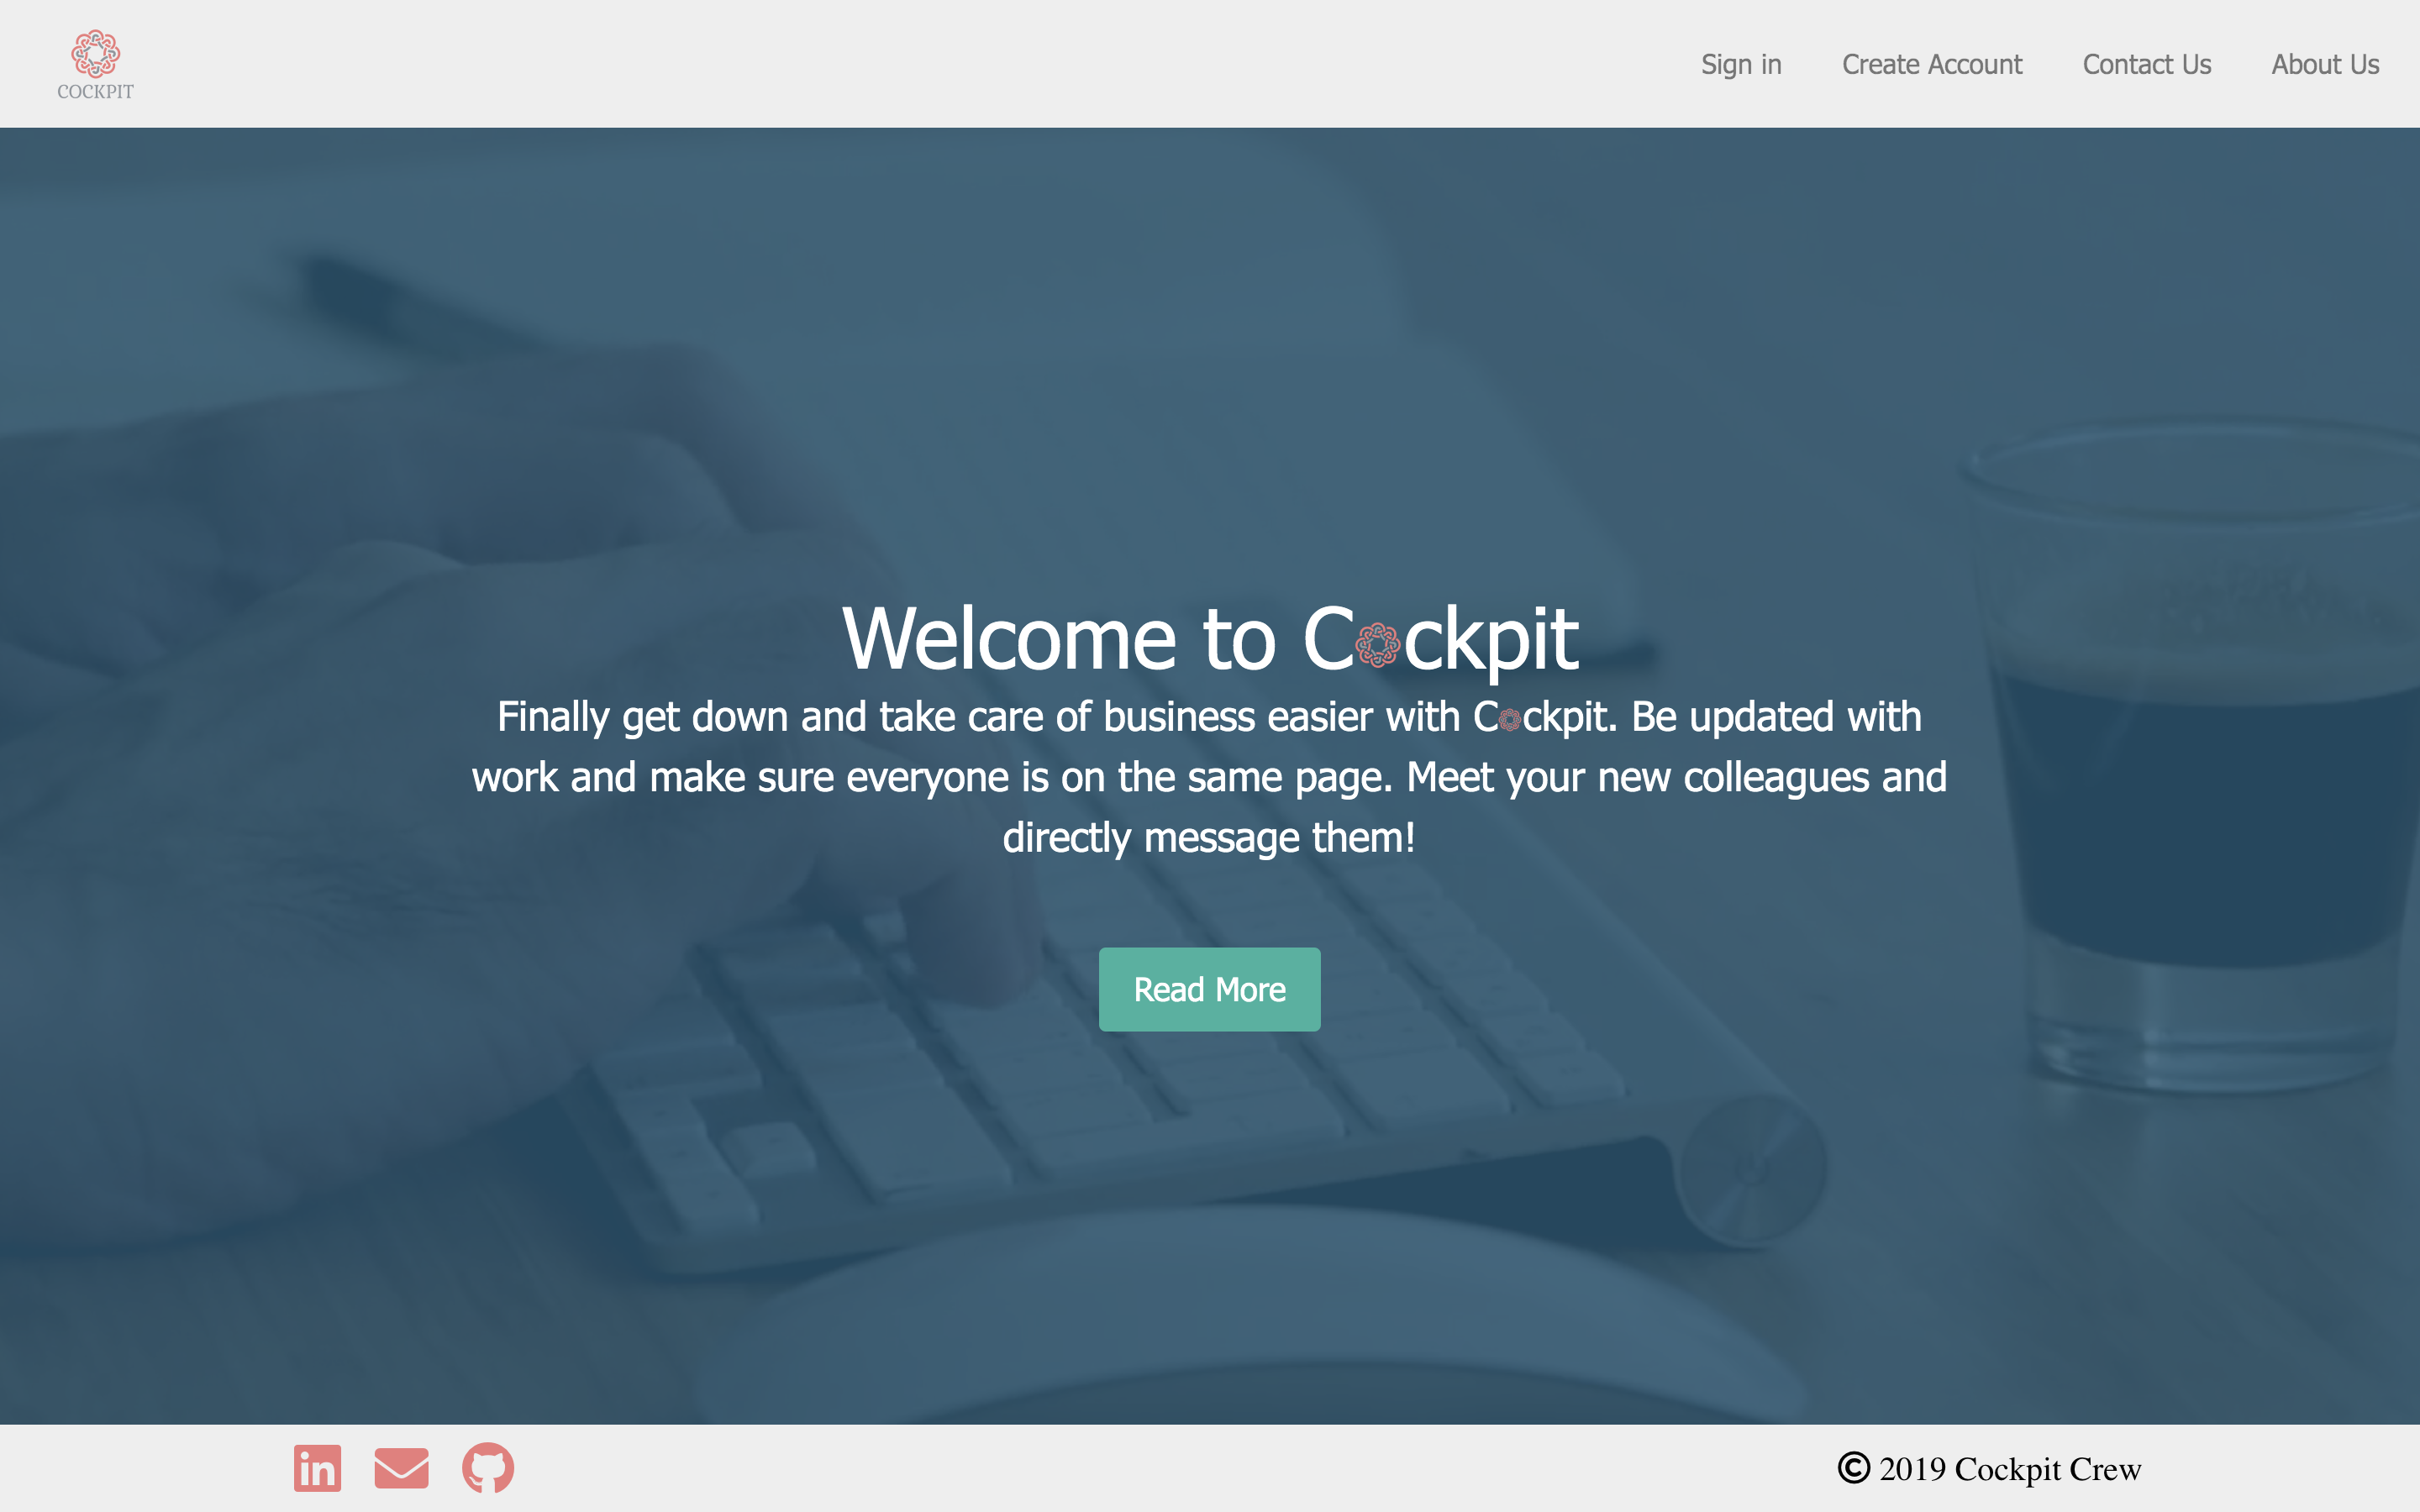 COCKPIT
Sign in
Create Account
Contact Us
About Us
Welcome to Cockpit
Finally get down and take care of business easier with Cockpit. Be updated with
work and make sure everyone is on the same page. Meet your new colleagues and
directly message them!
Read More
© 2019 Cockpit Crew